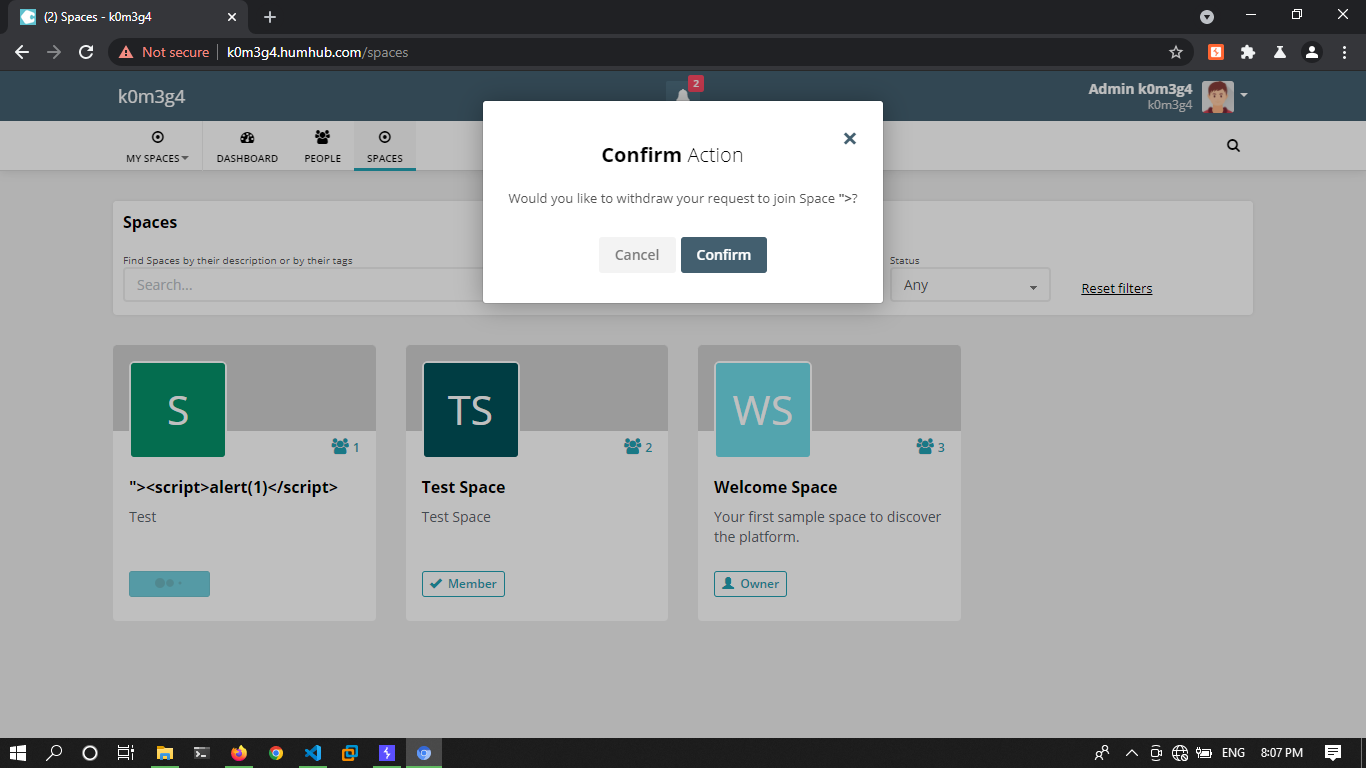 (2) Spaces - k0m3g4
Not secure
k0m3g4.humhub.com/spaces
k0m3g4
2
Admin k0m3g4
k0m3g4
MY SPACES
DASHBOARD
PEOPLE
SPACES
Confirm Action
Would you like to withdraw your request to join Space ">?
Cancel
Confirm
Spaces
Find Spaces by their description or by their tags
Search...
Status
Any
Reset filters
S
1
"><script>alert(1)</script>
Test
TS
2
Test Space
Test Space
Member
WS
3
Welcome Space
Your first sample space to discover
the platform.
Owner
ENG
8:07 PM